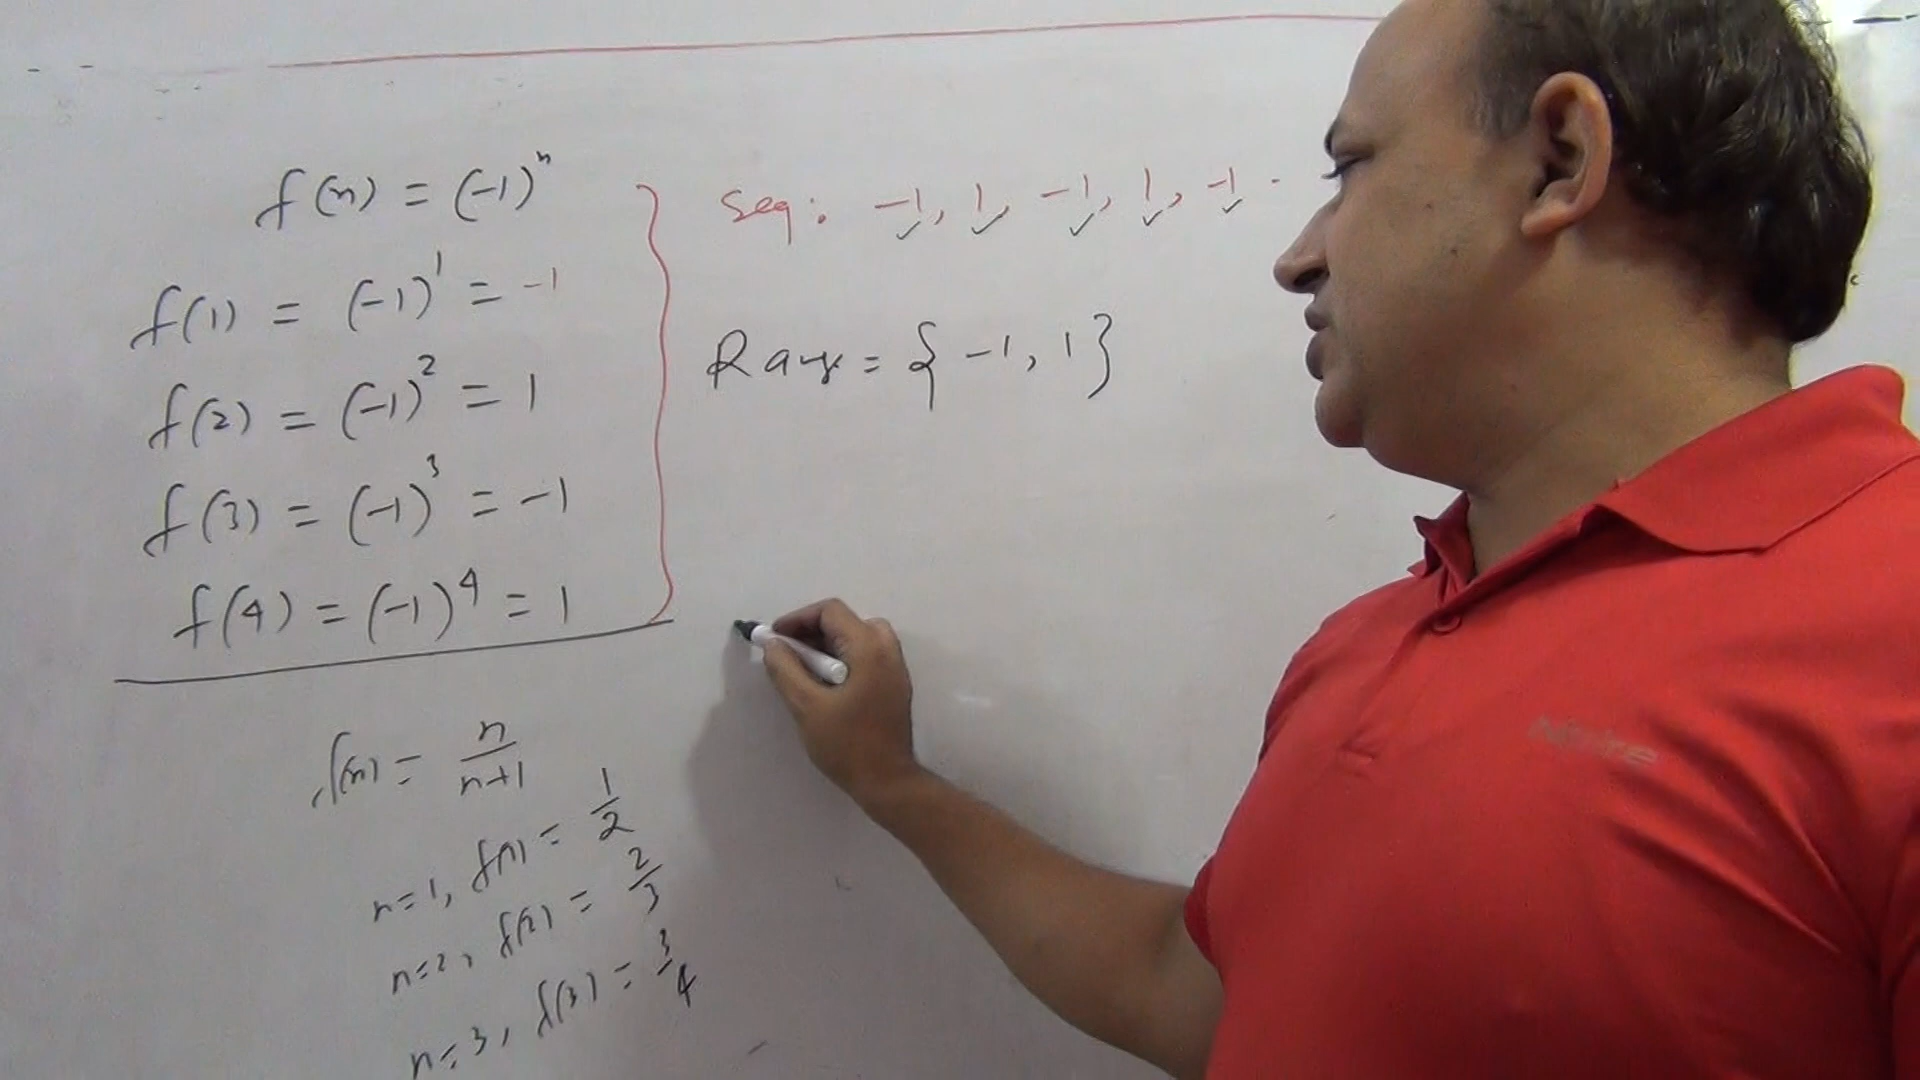 f(n) = (-1)^n
f(1) = (-1)^1 = -1
f(2) = (-1)^2 = 1
f(3) = (-1)^3 = -1
f(4) = (-1)^4 = 1
Seq: -1, 1, -1, 1, -1 ·
Range = {-1, 1}
f(n) = n/n+1
n=1, f(1) = 1/2
n=2, f(2) = 2/3
n=3, f(3) = 3/4